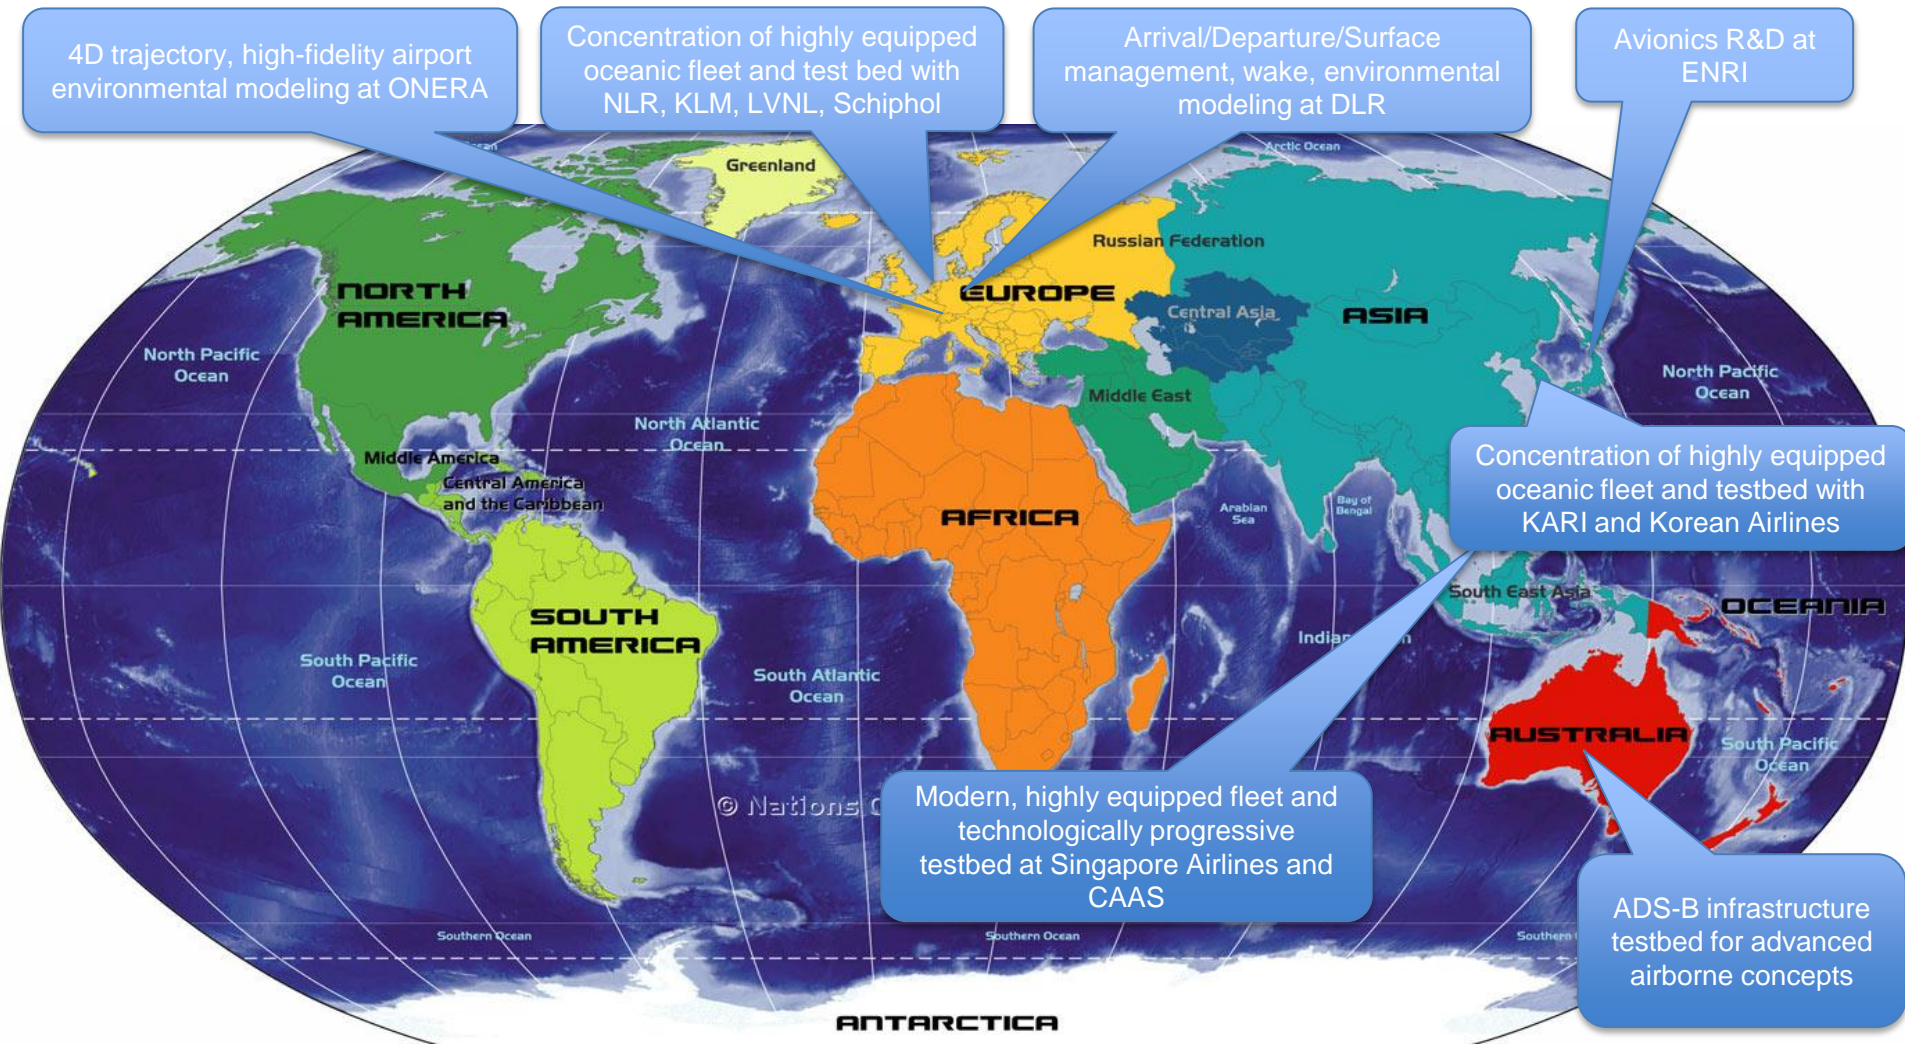 4D trajectory, high-fidelity airport
environmental modeling at ONERA
Concentration of highly equipped
oceanic fleet and test bed with
NLR, KLM, LVNL, Schiphol
Arrival/Departure/Surface
management, wake, environmental
modeling at DLR
Avionics R&D at
ENRI
Arctic Ocean
Greenland
Russian Federation
NORTH
AMERICA
EUROPE
Central Asia
ASIA
North Pacific
Ocean
North Pacific
Ocean
Middle East
North Atlantic
Ocean
Middle America
Central America
and the Caribbean
Concentration of highly equipped
oceanic fleet and testbed with
KARI and Korean Airlines
Arabian
Sea
Bay of
Bengal
AFRICA
South East Asia
OCEANIA
SOUTH
AMERICA
South Pacific
Ocean
South Atlantic
Ocean
AUSTRALIA
South Pacific
Ocean
© Nations
Modern, highly equipped fleet and
technologically progressive
testbed at Singapore Airlines and
CAAS
ADS-B infrastructure
testbed for advanced
airborne concepts
Southern Ocean
Southern Ocean
Southern
ANTARCTICA